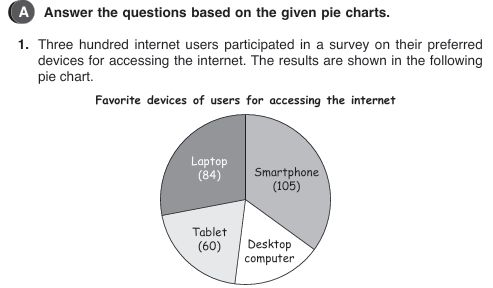 A Answer the questions based on the given pie charts.
1. Three hundred internet users participated in a survey on their preferred
devices for accessing the internet. The results are shown in the following
pie chart.
Favorite devices of users for accessing the internet
Laptop
(84)
Smartphone
(105)
Tablet
(60)
Desktop
computer